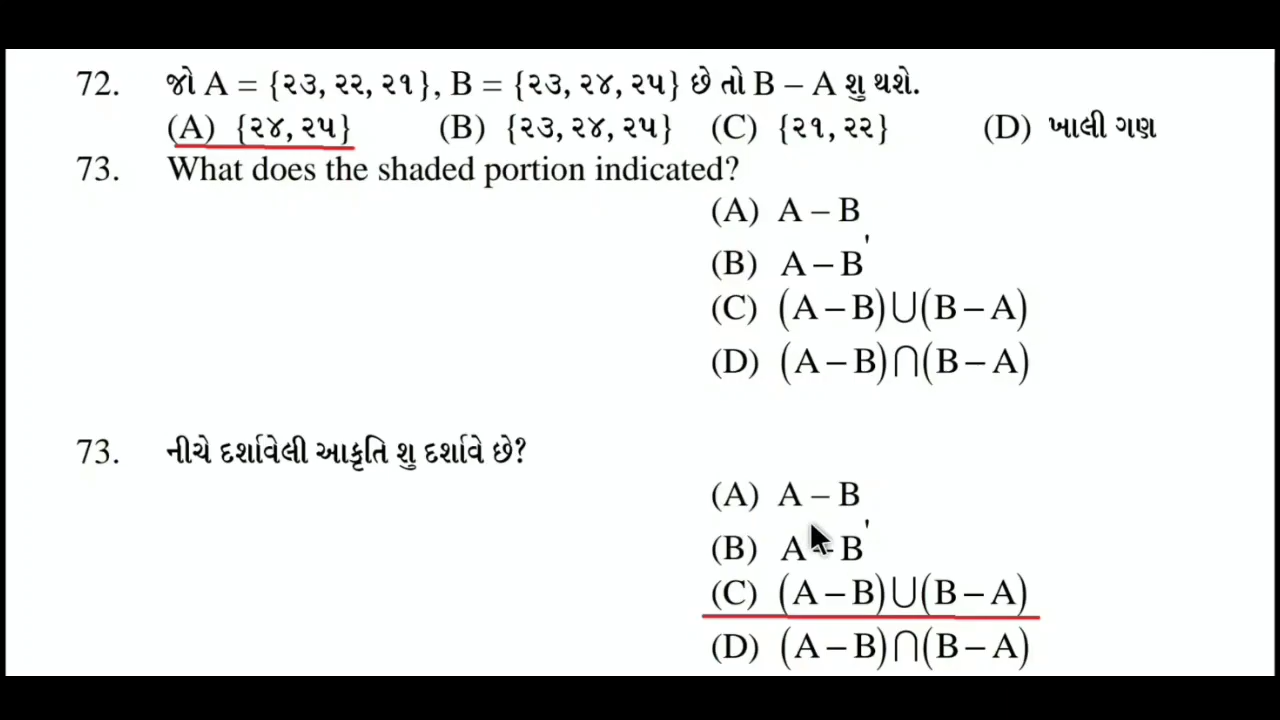 72. જો A = {૨૩, ૨૨, ૨૧}, B = {૨૩, ૨૪, ૨૫} છે તો B – A શુ થશે.
(A) {૨૪, ૨૫} (B) {૨૩, ૨૪, ૨૫} (C) {૨૧, ૨૨} (D) ખાલી ગણ
73. What does the shaded portion indicated?
(A) A – B
(B) A – B'
(C) (A – B)⋃(B – A)
(D) (A – B)⋂(B – A)
73. નીચે દર્શાવેલી આકૃતિ શુ દર્શાવે છે?
(A) A – B
(B) A – B'
(C) (A – B)⋃(B – A)
(D) (A – B)⋂(B – A)